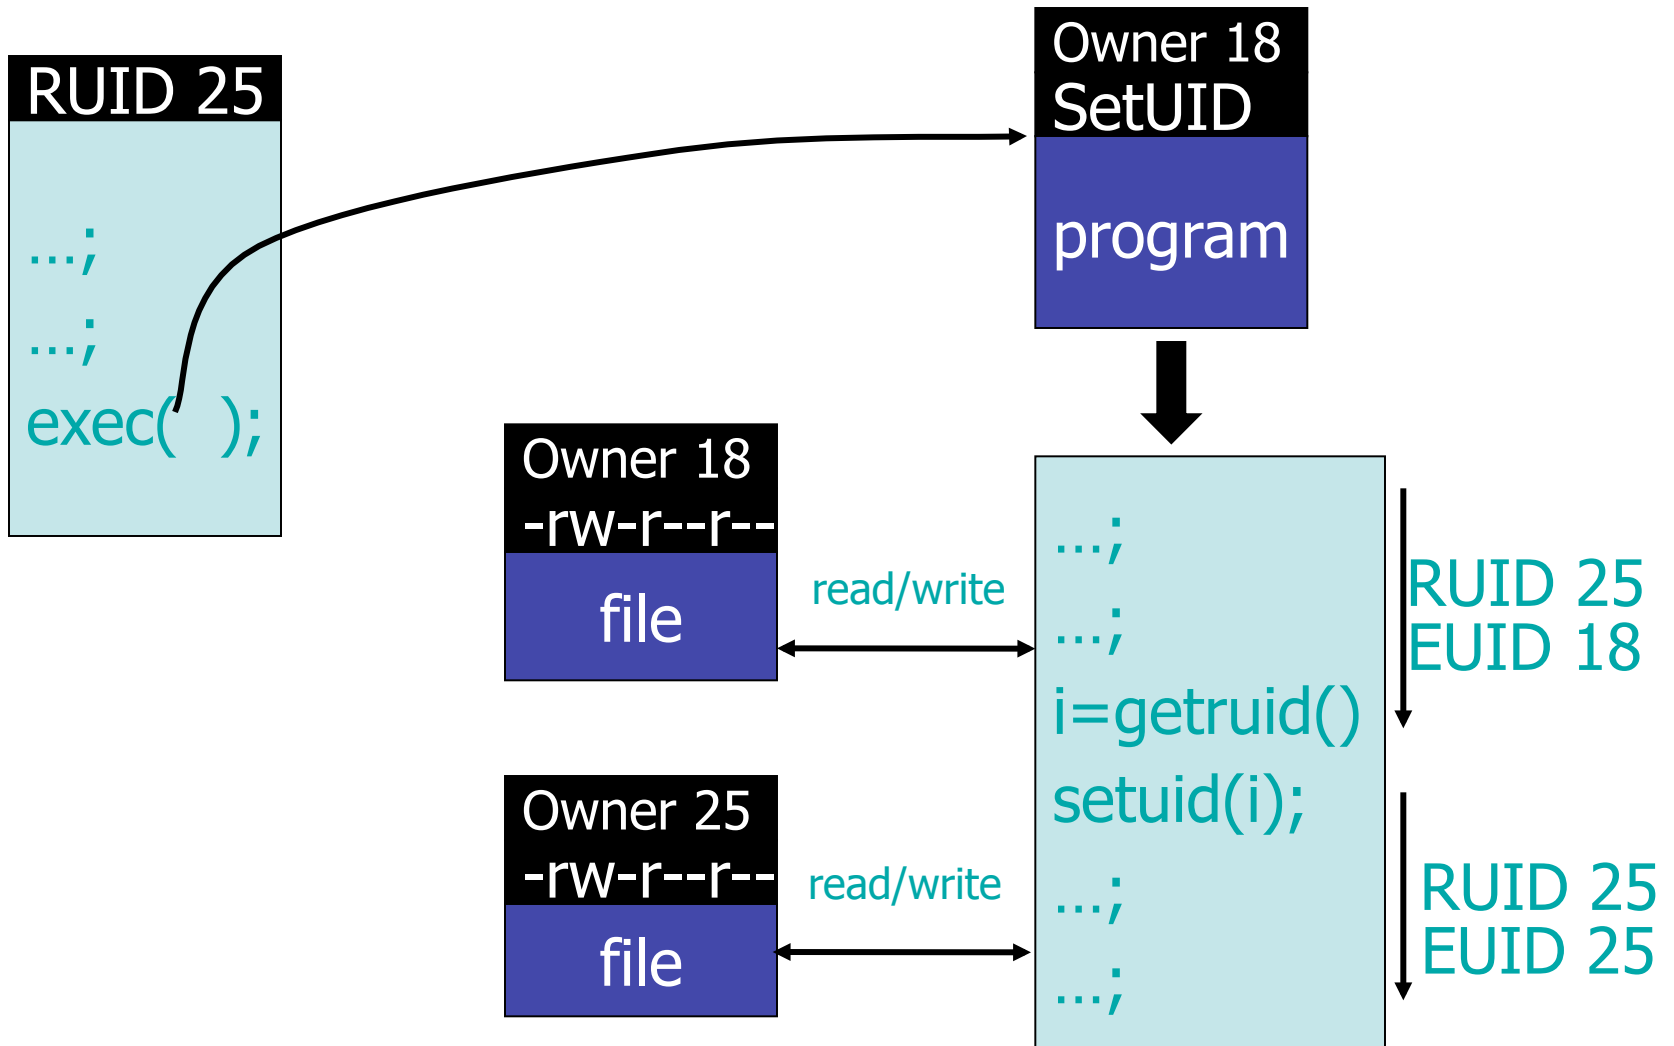 RUID 25
…;
…;
exec( );
Owner 18
SetUID
program
Owner 18
-rw-r--r--
file
read/write
Owner 25
-rw-r--r--
file
read/write
…;
…;
i=getruid()
setuid(i);
…;
…;
RUID 25
EUID 18
RUID 25
EUID 25